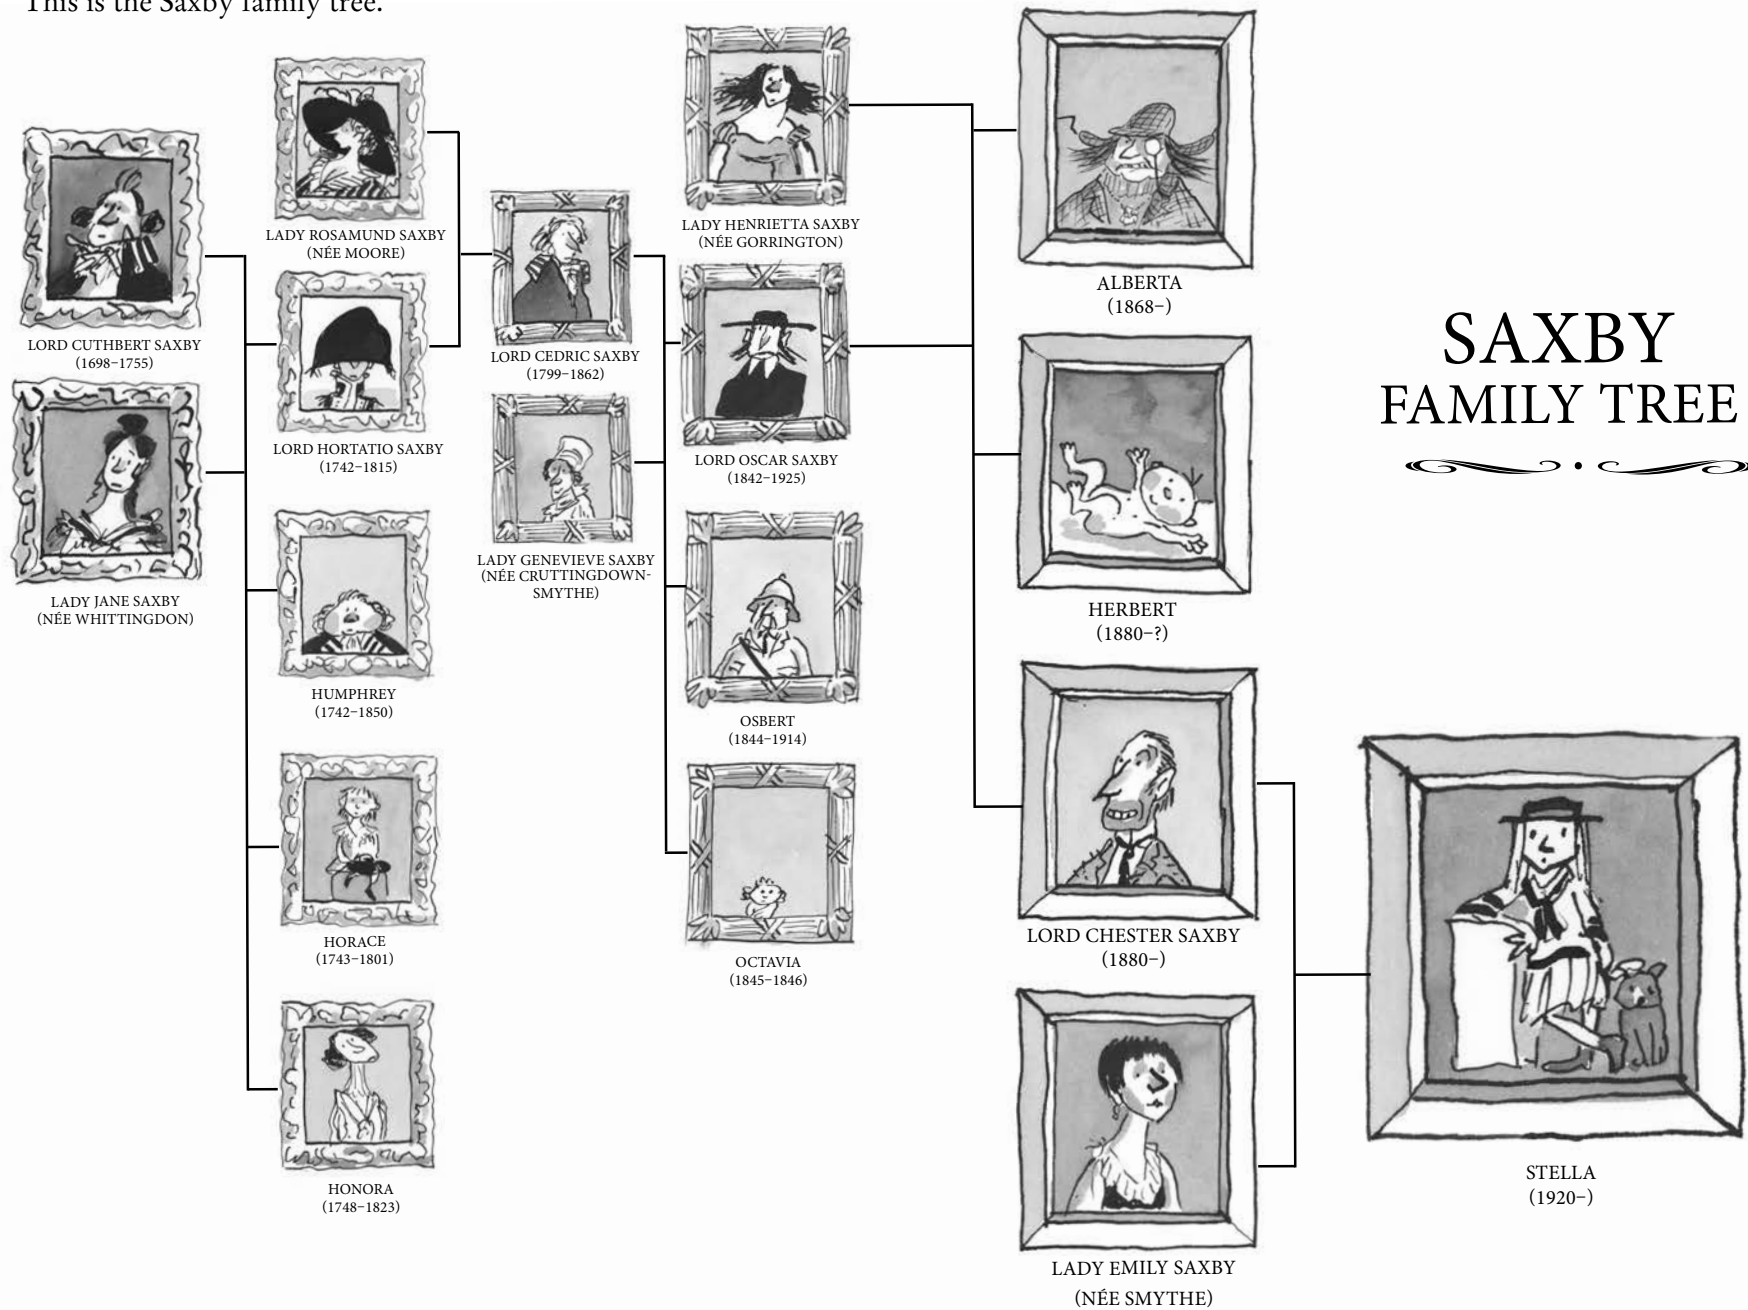 This is the Saxby family tree.
LORD CUTHBERT SAXBY
(1698–1755)
LADY JANE SAXBY
(NÉE WHITTINGDON)
LADY ROSAMUND SAXBY
(NÉE MOORE)
LORD HORTATIO SAXBY
(1742–1815)
HUMPHREY
(1742–1850)
HORACE
(1743–1801)
HONORA
(1748–1823)
LORD CEDRIC SAXBY
(1799–1862)
LADY GENEVIEVE SAXBY
(NÉE CRUTTINGDOWN-
SMYTHE)
LADY HENRIETTA SAXBY
(NÉE GORRINGTON)
LORD OSCAR SAXBY
(1842–1925)
OSBERT
(1844–1914)
OCTAVIA
(1845–1846)
ALBERTA
(1868–)
HERBERT
(1880–?)
LORD CHESTER SAXBY
(1880–)
LADY EMILY SAXBY
(NÉE SMYTHE)
SAXBY
FAMILY TREE
STELLA
(1920–)